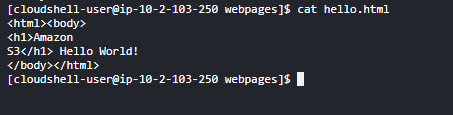 [cloudshell-user@ip-10-2-103-250 webpages]$ cat hello.html
<html><body>
<h1>Amazon
S3</h1> Hello World!
</body></html>
[cloudshell-user@ip-10-2-103-250 webpages]$